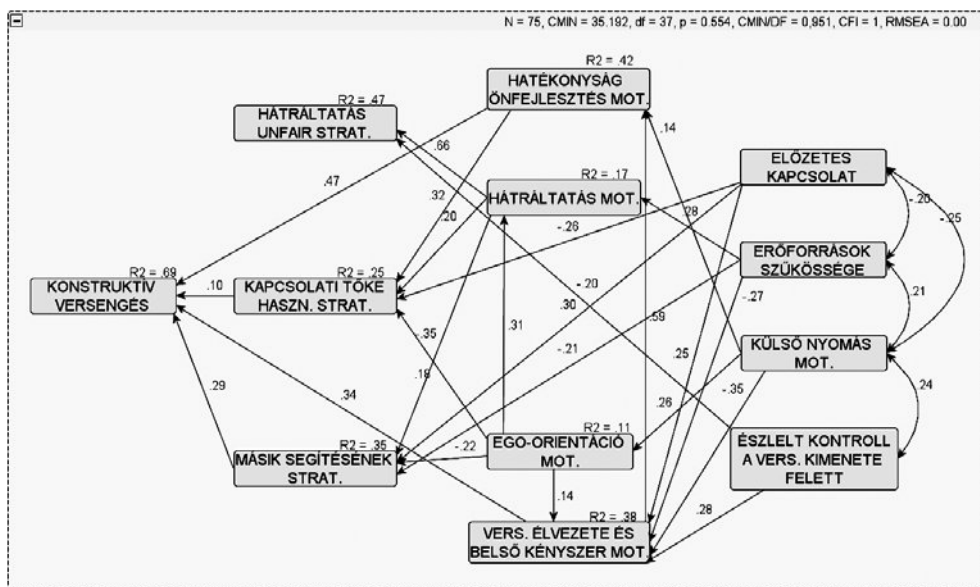 N = 75, CMIN = 35.192, df = 37, p = 0.554, CMIN/DF = 0,951, CFI = 1, RMSEA = 0.00
R2 = .42
HATÉKONYSÁG
ÖNFEJLESZTÉS MOT.
R2 = .47
HÁTRÁLTATÁS
UNFAIR STRAT.
.14
.66
ELŐZETES
KAPCSOLAT
R2 = .17
HÁTRÁLTATÁS MOT.
.47
.32
.20
.28
-.20
-.25
-.26
ERŐFORRÁSOK
SZŰKÖSSÉGE
R2 = .69
KONSTRUKTÍV
VERSENGÉS
.10
R2 = .25
KAPCSOLATI TŐKE
HASZN. STRAT.
-.20
.30
.59
-.27
.21
-.35
.31
-.21
.25
KÜLSŐ NYOMÁS
MOT.
.29
.34
.18
.26
-.35
.24
R2 = .35
MÁSIK SEGÍTÉSÉNEK
STRAT.
-.22
R2 = .11
EGO-ORIENTÁCIÓ
MOT.
ÉSZLELT KONTROLL
A VERS. KIMENETE
FELETT
.14
.28
R2 = .38
VERS. ÉLVEZETE ÉS
BELSŐ KÉNYSZER MOT.